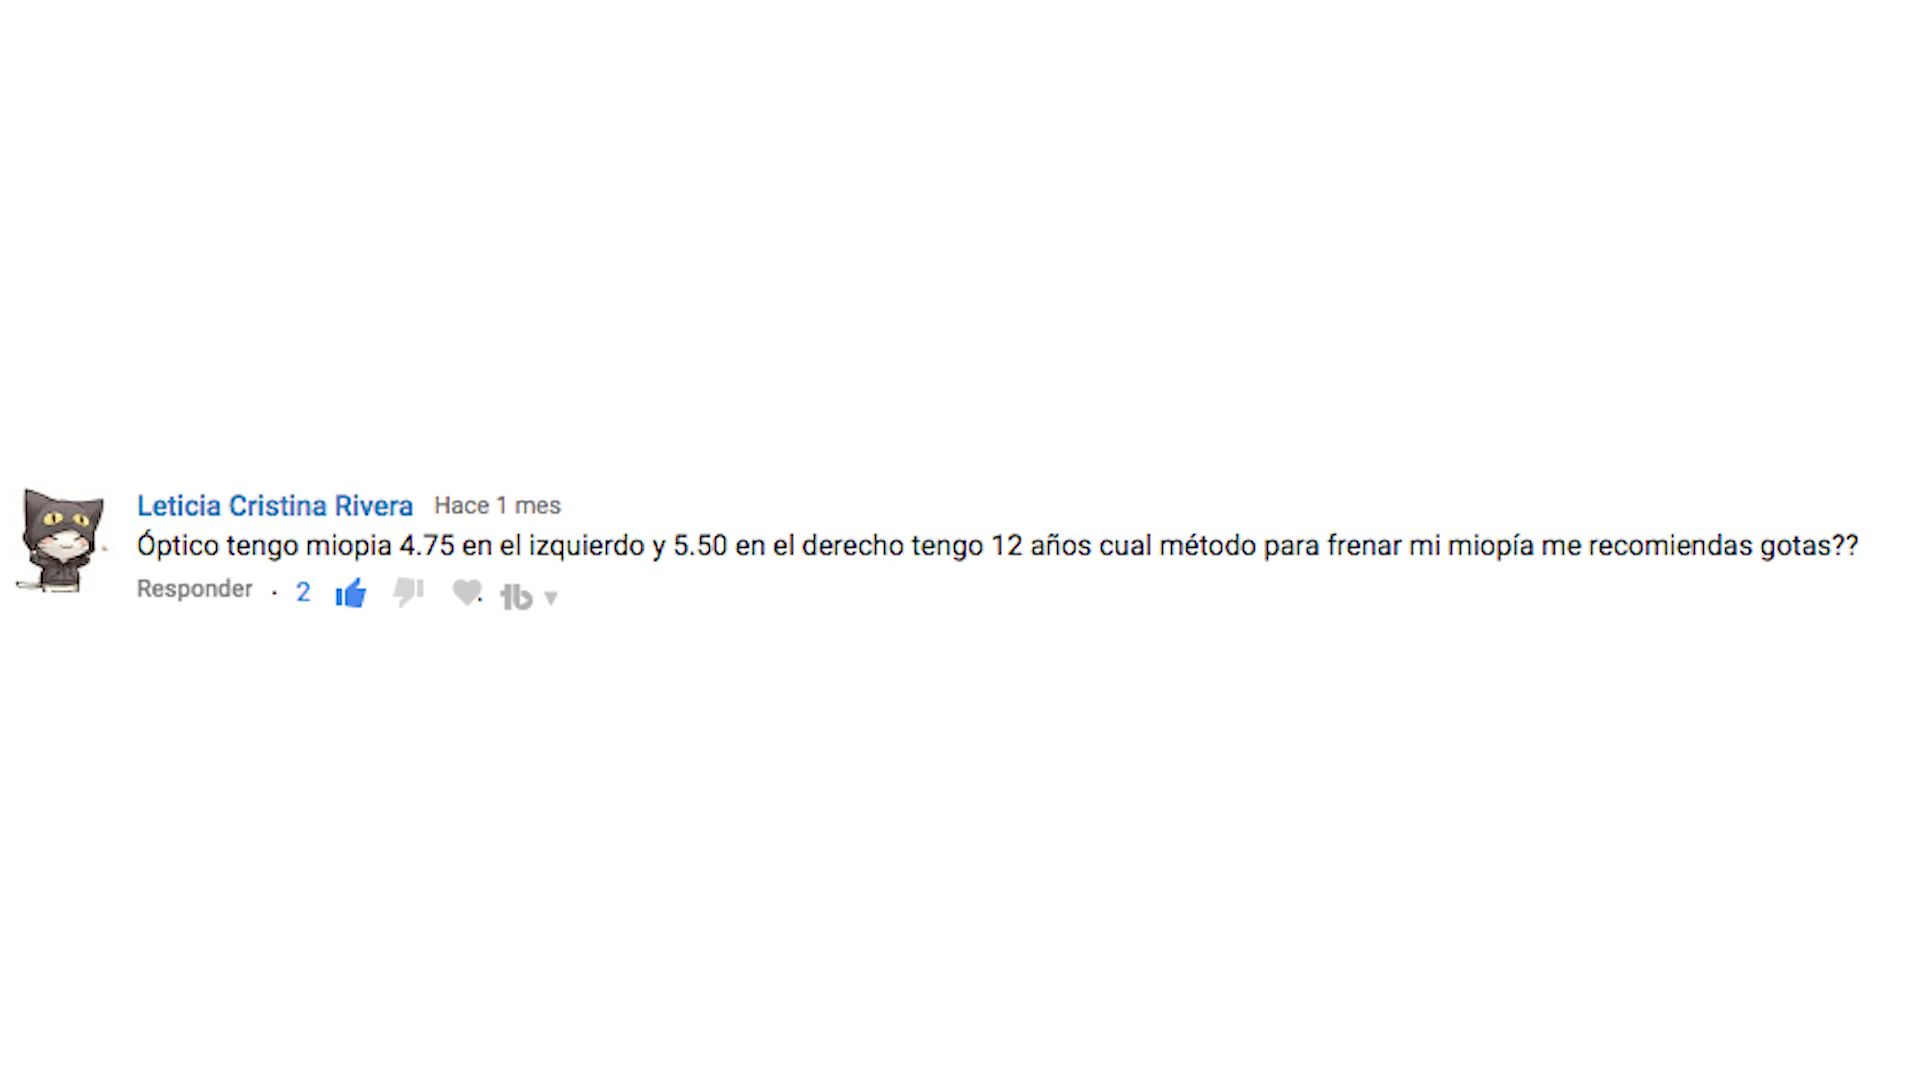 Leticia Cristina Rivera Hace 1 mes
Óptico tengo miopia 4.75 en el izquierdo y 5.50 en el derecho tengo 12 años cual método para frenar mi miopía me recomiendas gotas??
Responder · 2